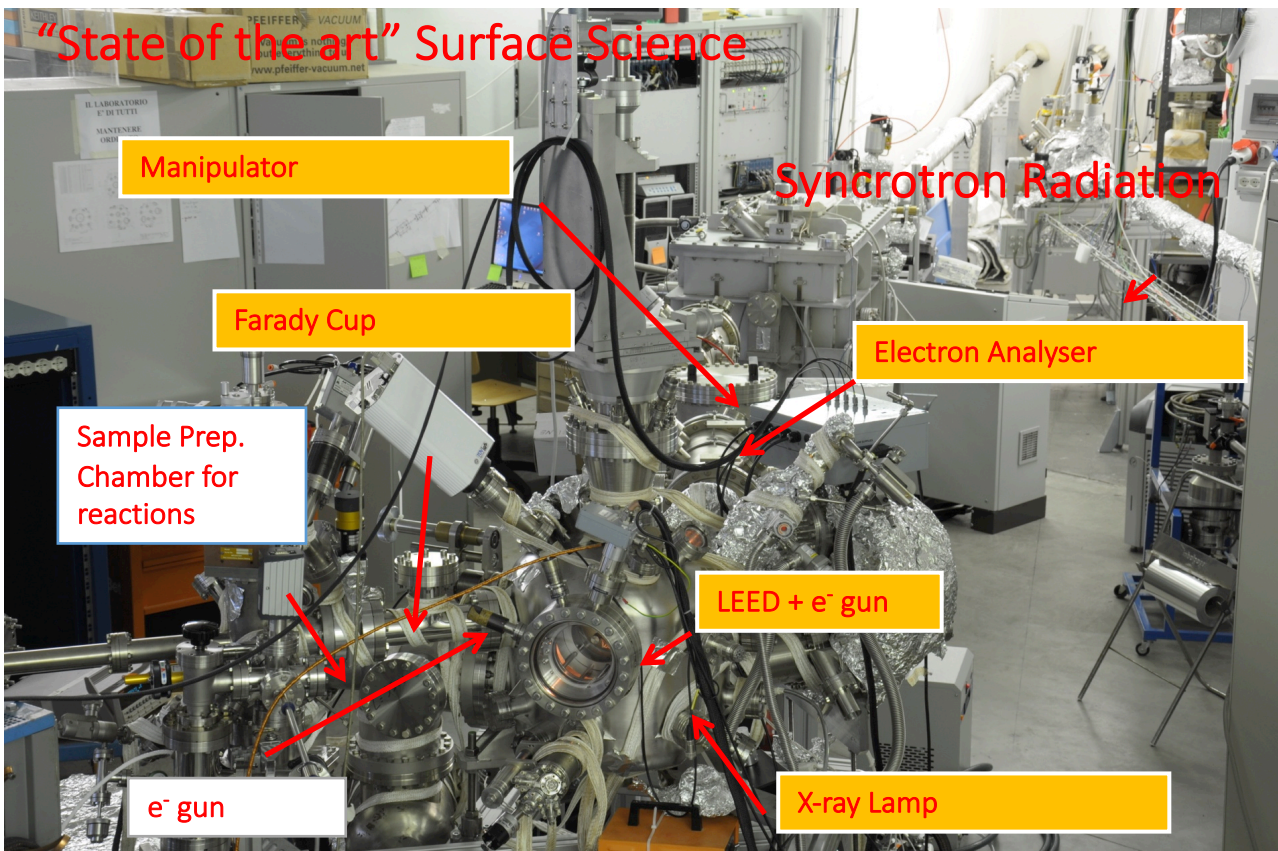 PFEIFFER VACUUM
www.pfeiffer-vacuum.net
"State of the art" Surface Science
IL LABORATORIO
E' DI TUTTI
MANTENERE
Manipulator
Syncrotron Radiation
Farady Cup
Electron Analyser
Sample Prep.
Chamber for
reactions
LEED + e⁻ gun
e⁻ gun
X-ray Lamp